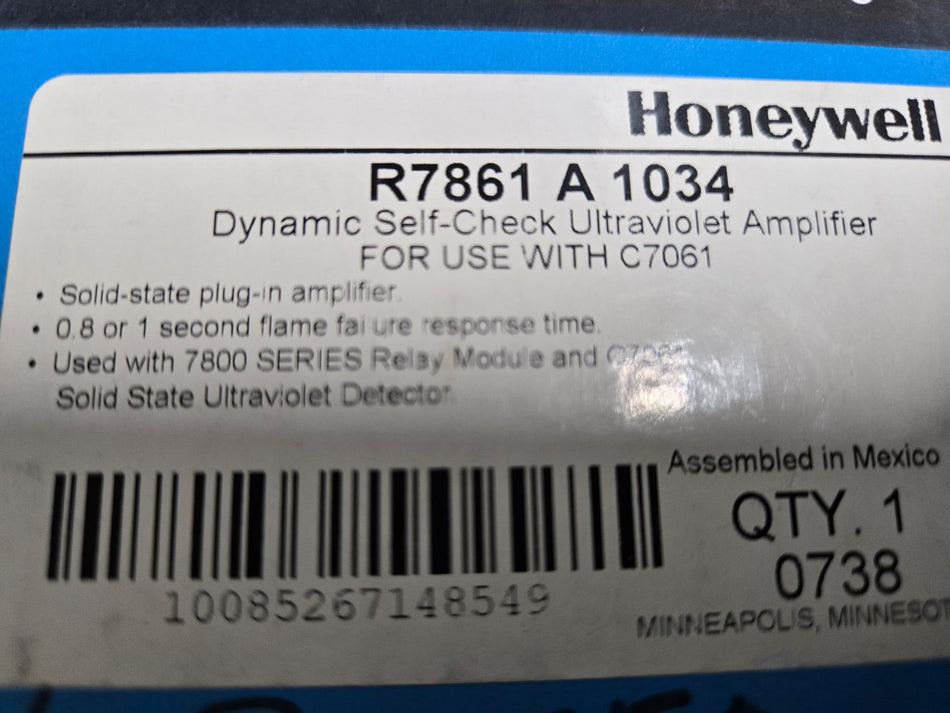 Honeywell
R7861 A 1034
Dynamic Self-Check Ultraviolet Amplifier
FOR USE WITH C7061
• Solid-state plug-in amplifier.
• 0.8 or 1 second flame failure response time.
• Used with 7800 SERIES Relay Module and
Solid State Ultraviolet Detector.
Assembled in Mexico
QTY. 1
0738
10085267148549
MINNEAPOLIS, MINNESOT